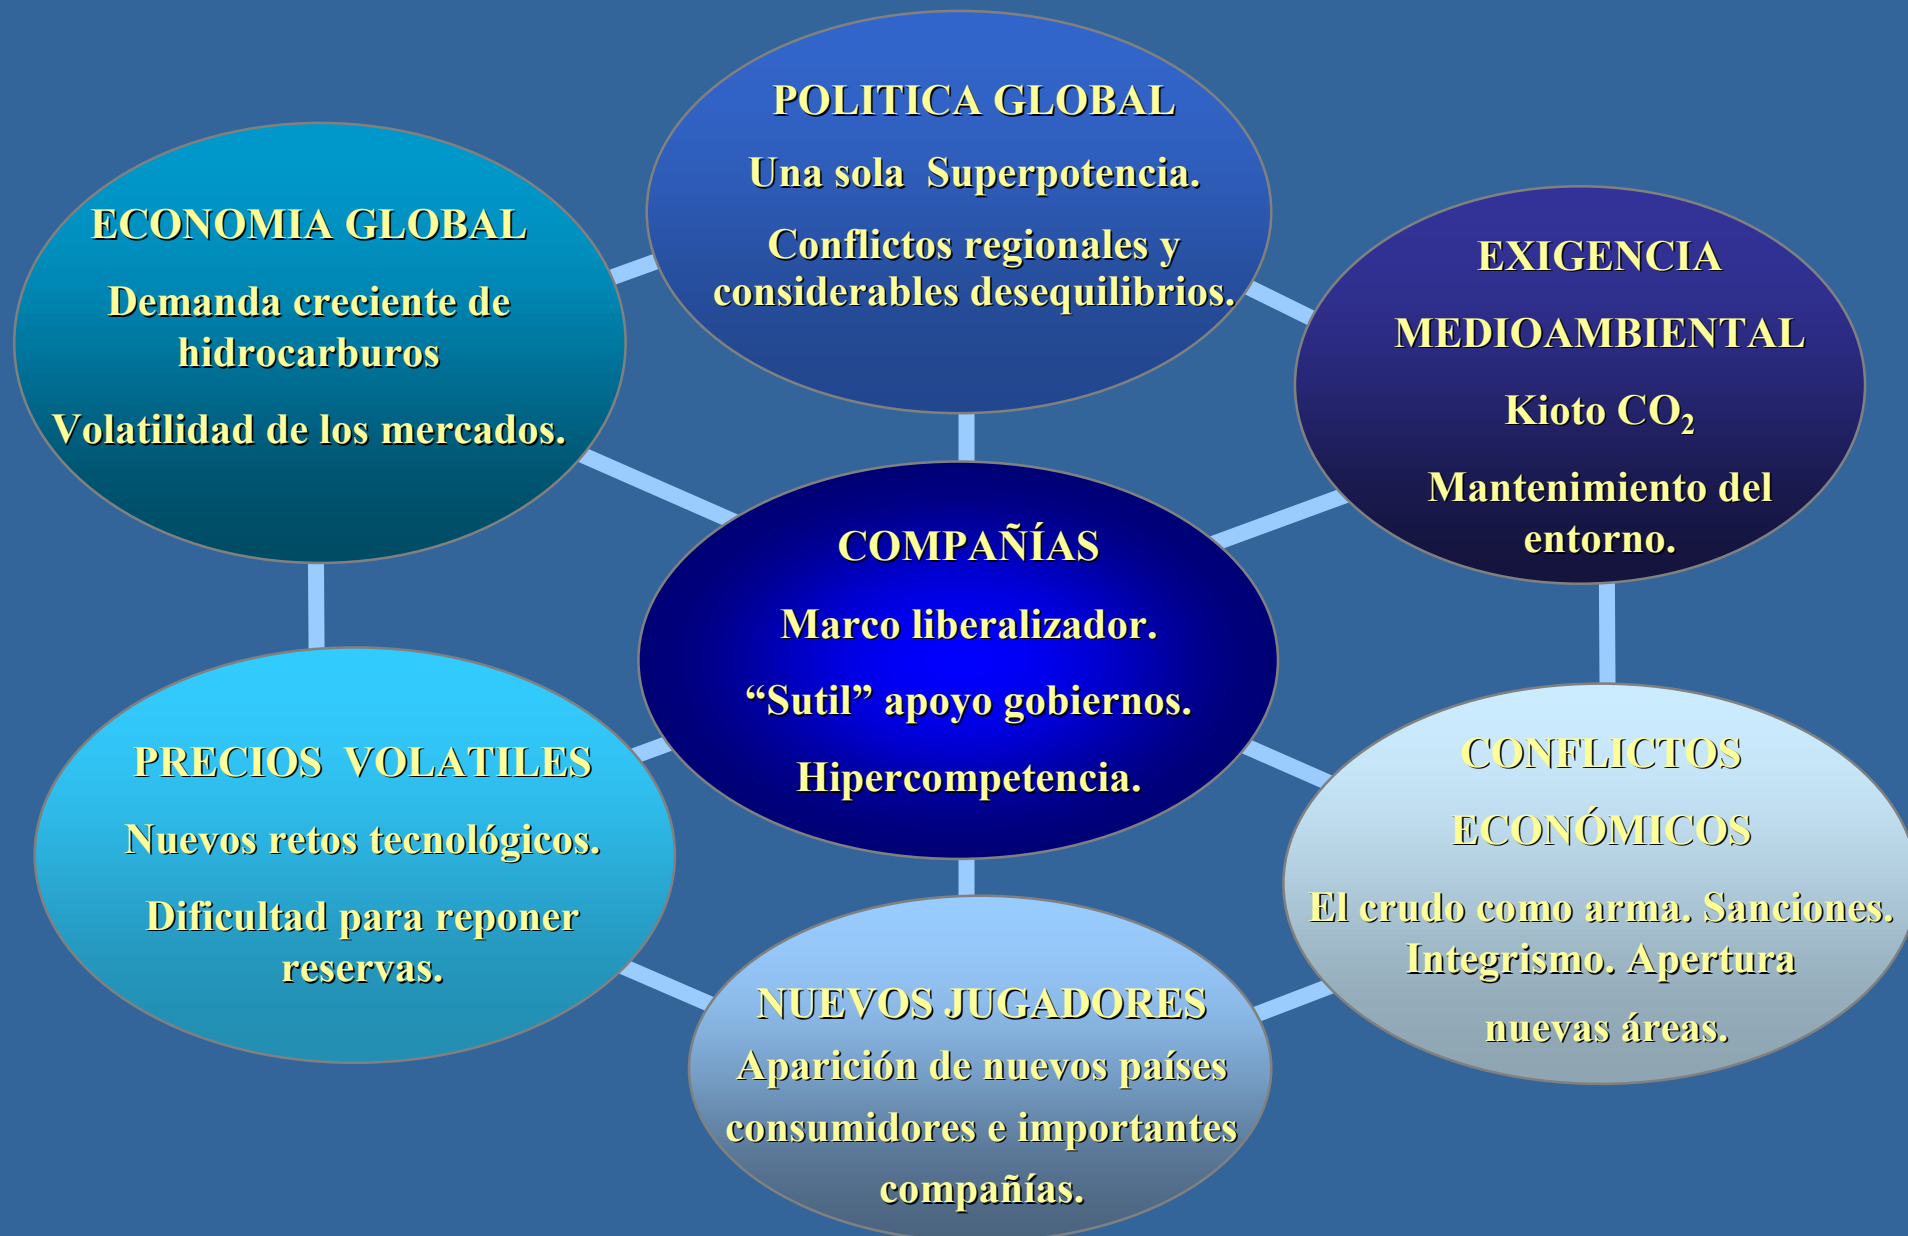 POLITICA GLOBAL
Una sola  Superpotencia.
Conflictos regionales y
considerables desequilibrios.
ECONOMIA GLOBAL
Demanda creciente de
hidrocarburos
Volatilidad de los mercados.
EXIGENCIA
MEDIOAMBIENTAL
Kioto CO₂
Mantenimiento del
entorno.
COMPAÑÍAS
Marco liberalizador.
“Sutil” apoyo gobiernos.
Hipercompetencia.
PRECIOS  VOLATILES
Nuevos retos tecnológicos.
Dificultad para reponer
reservas.
CONFLICTOS
ECONÓMICOS
El crudo como arma. Sanciones.
Integrismo. Apertura
nuevas áreas.
NUEVOS JUGADORES
Aparición de nuevos países
consumidores e importantes
compañías.